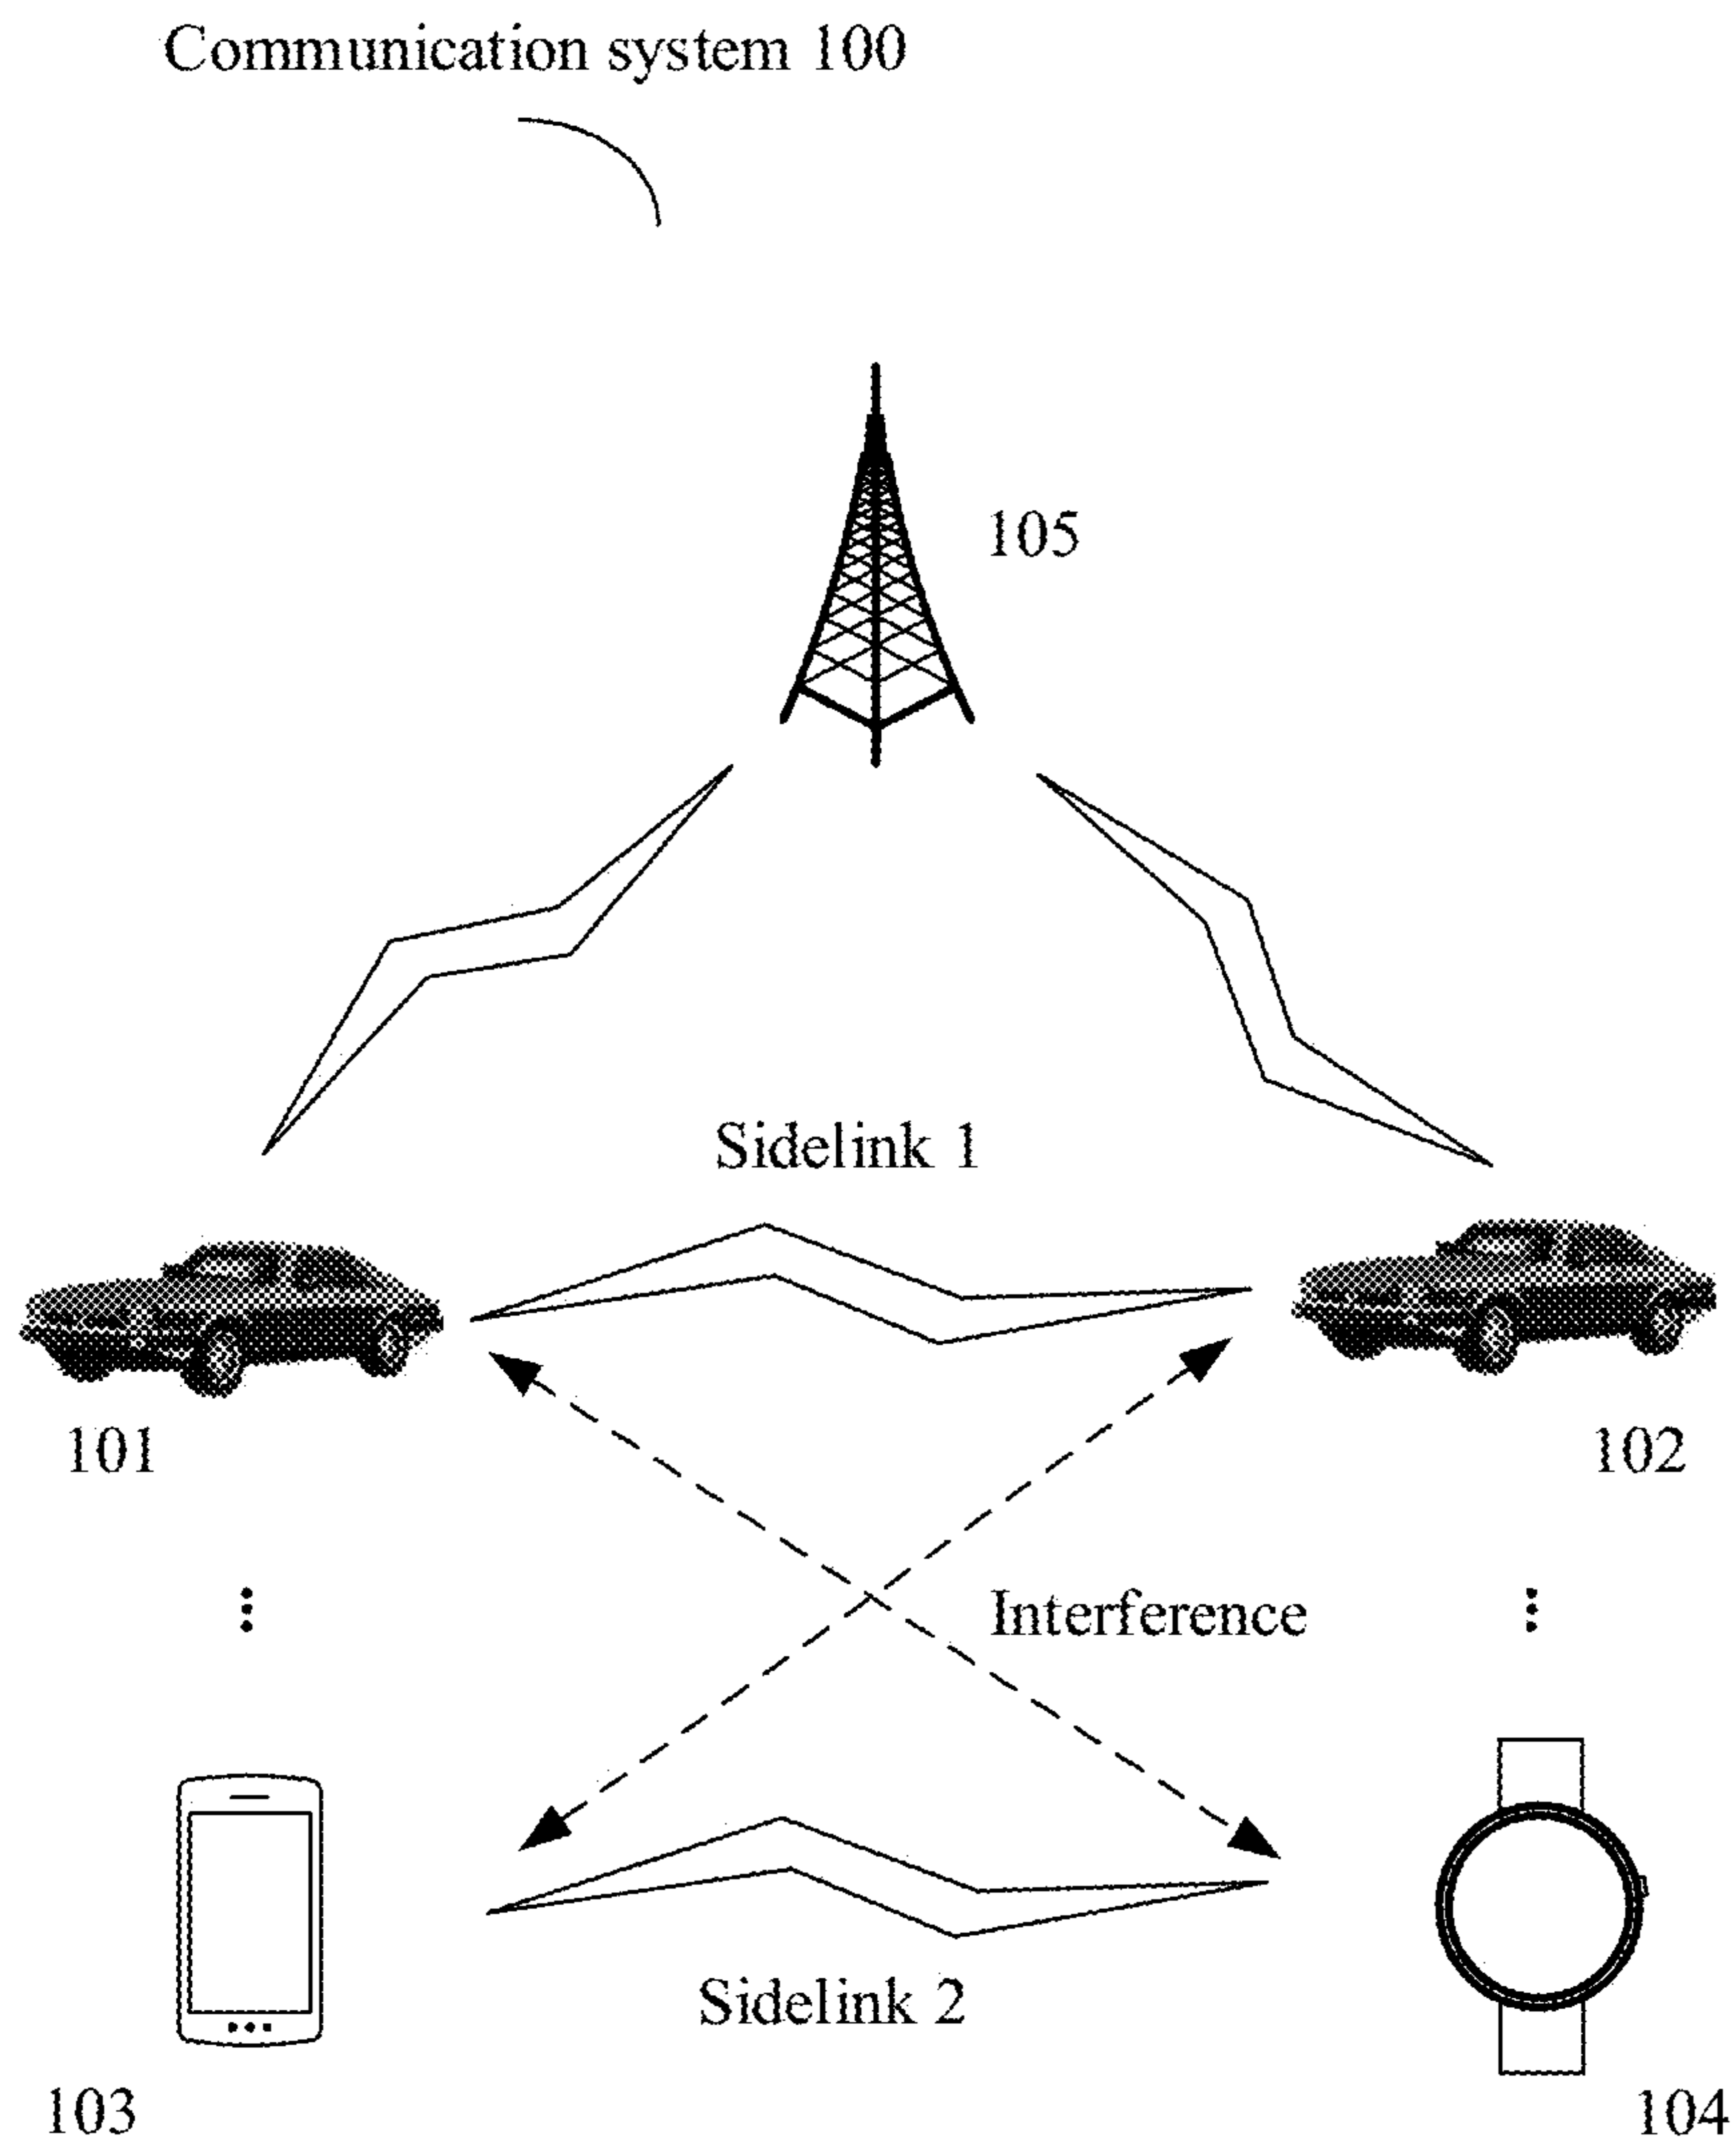 Communication system 100
105
Sidelink 1
101
102
Interference
Sidelink 2
103
104